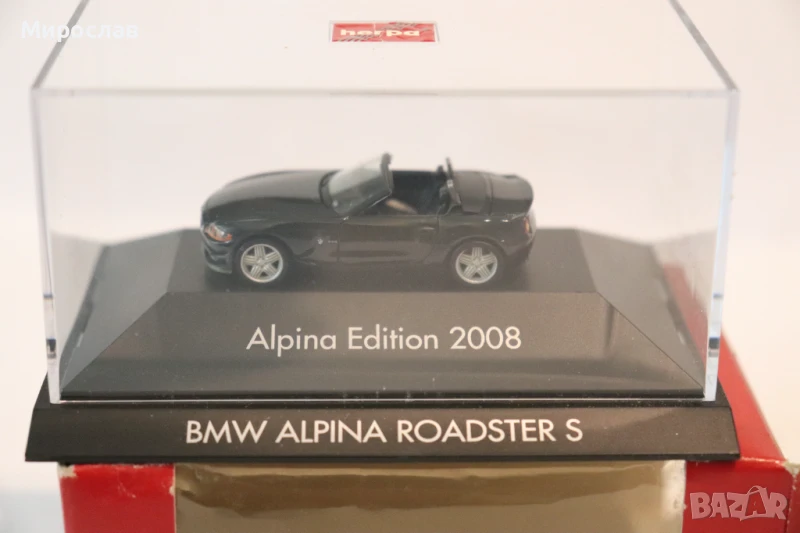 Мирослав
herpa
Alpina Edition 2008
BMW ALPINA ROADSTER S
BAZAR